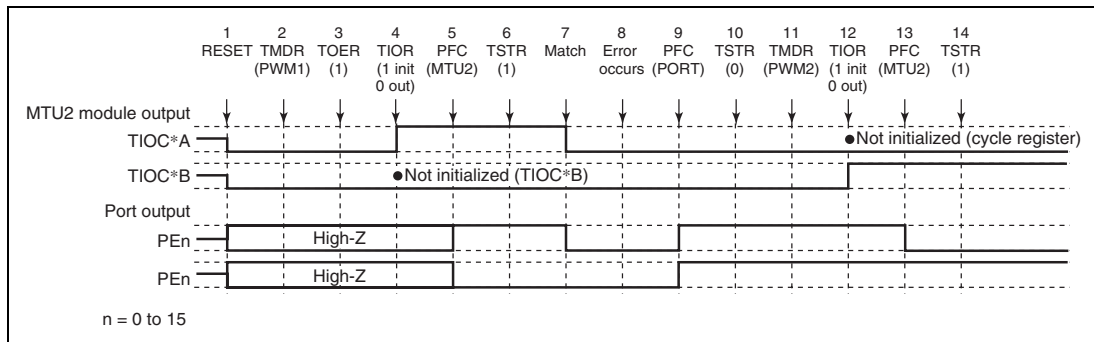 1 2 3 4 5 6 7 8 9 10 11 12 13 14
RESET TMDR TOER TIOR PFC TSTR Match Error PFC TSTR TMDR TIOR PFC TSTR
(PWM1) (1) (1 init (MTU2) (1) occurs (PORT) (0) (PWM2) (1 init (MTU2) (1)
0 out) 0 out)
MTU2 module output
TIOC*A ●Not initialized (cycle register)
TIOC*B ●Not initialized (TIOC*B)
Port output
PEn High-Z
PEn High-Z
n = 0 to 15